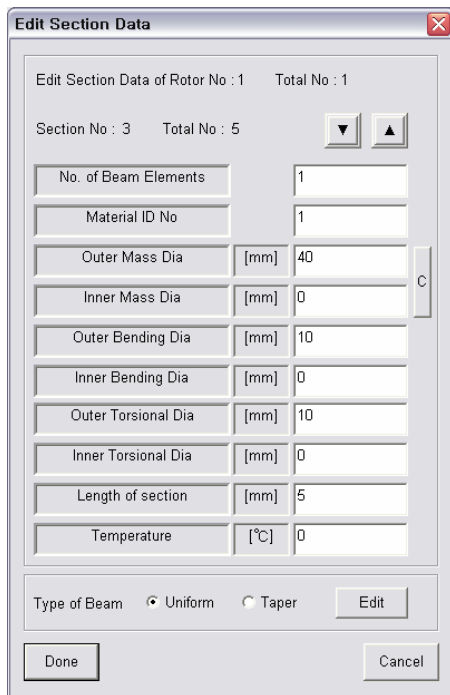 Edit Section Data
Edit Section Data of Rotor No : 1 Total No : 1
Section No : 3 Total No : 5 ▼ ▲
No. of Beam Elements 1
Material ID No 1
Outer Mass Dia [mm] 40
C
Inner Mass Dia [mm] 0
Outer Bending Dia [mm] 10
Inner Bending Dia [mm] 0
Outer Torsional Dia [mm] 10
Inner Torsional Dia [mm] 0
Length of section [mm] 5
Temperature [℃] 0
Type of Beam Uniform Taper Edit
Done Cancel